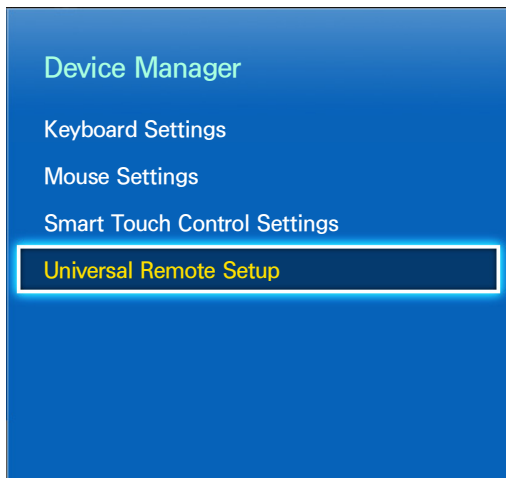 Device Manager
Keyboard Settings
Mouse Settings
Smart Touch Control Settings
Universal Remote Setup